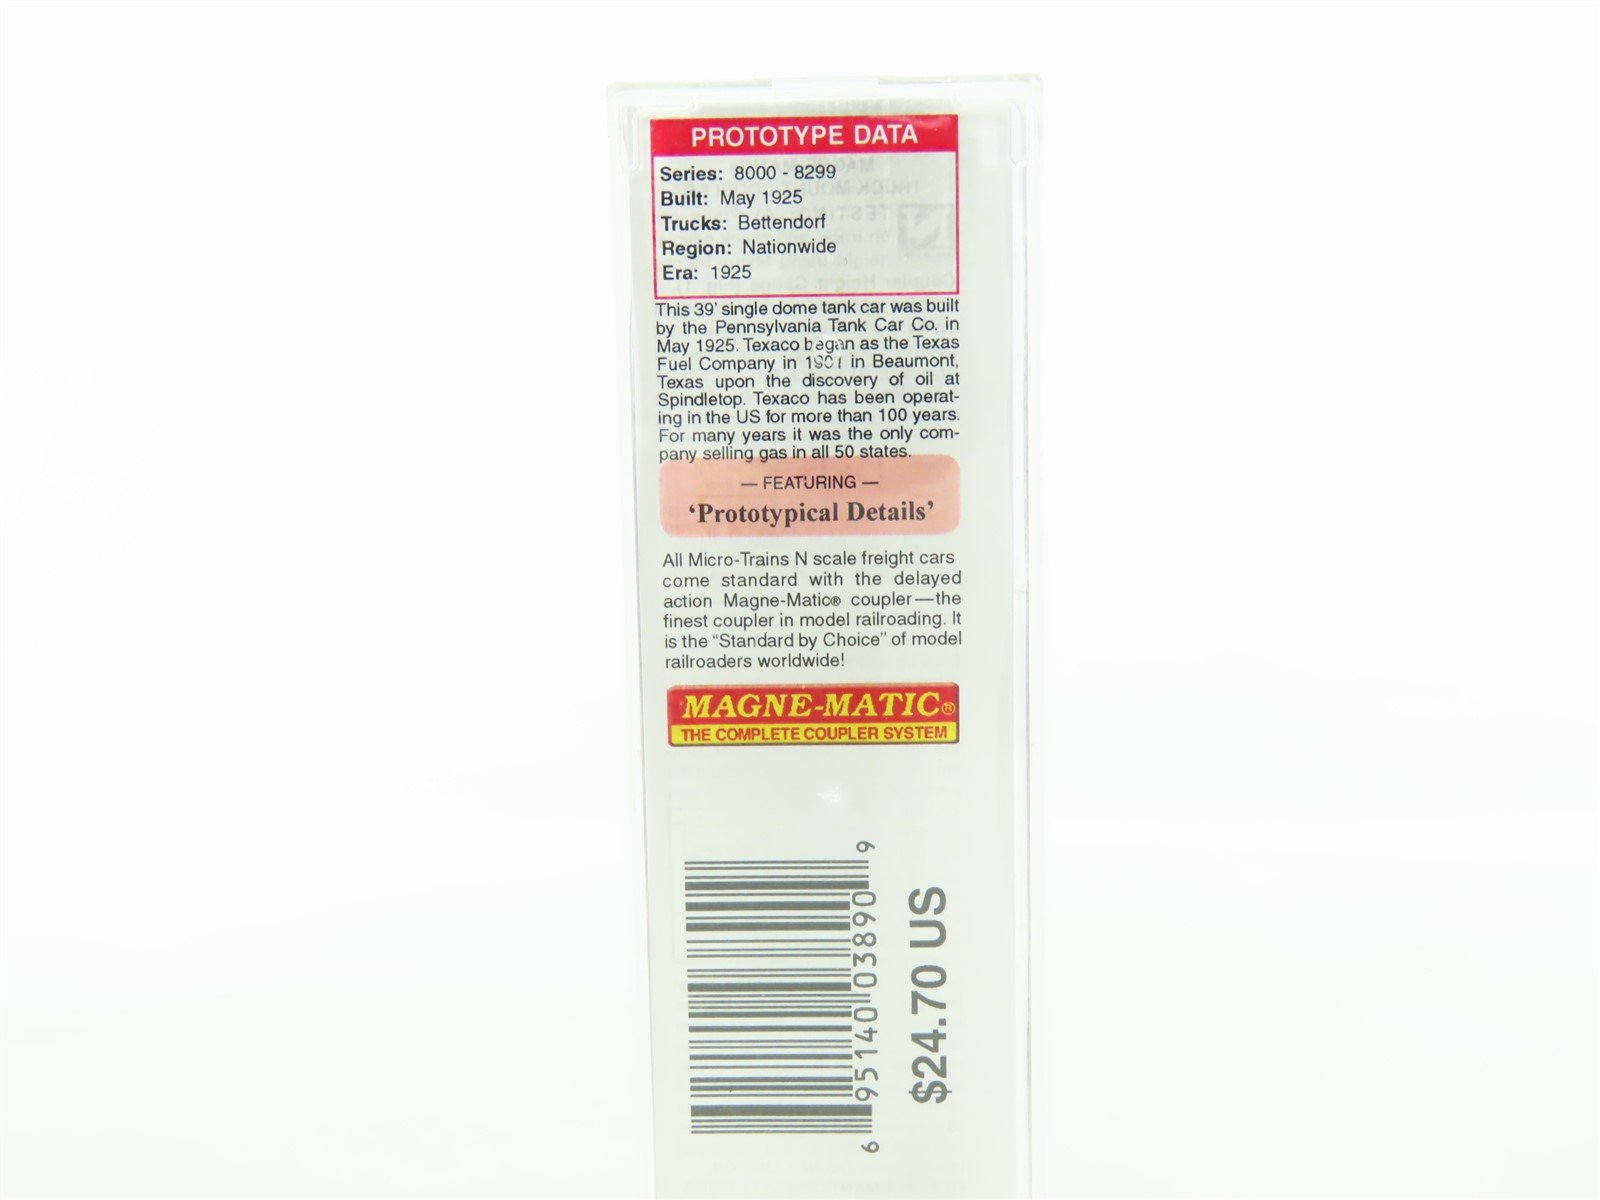 PROTOTYPE DATA
Series: 8000 - 8299
Built: May 1925
Trucks: Bettendorf
Region: Nationwide
Era: 1925
This 39' single dome tank car was built
by the Pennsylvania Tank Car Co. in
May 1925. Texaco began as the Texas
Fuel Company in 1901 in Beaumont,
Texas upon the discovery of oil at
Spindletop. Texaco has been operat-
ing in the US for more than 100 years.
For many years it was the only com-
pany selling gas in all 50 states.
— FEATURING —
‘Prototypical Details’
All Micro-Trains N scale freight cars
come standard with the delayed
action Magne-Matic® coupler—the
finest coupler in model railroading. It
is the “Standard by Choice” of model
railroaders worldwide!
MAGNE-MATIC®
THE COMPLETE COUPLER SYSTEM
6 95140 03890 9
$24.70 US